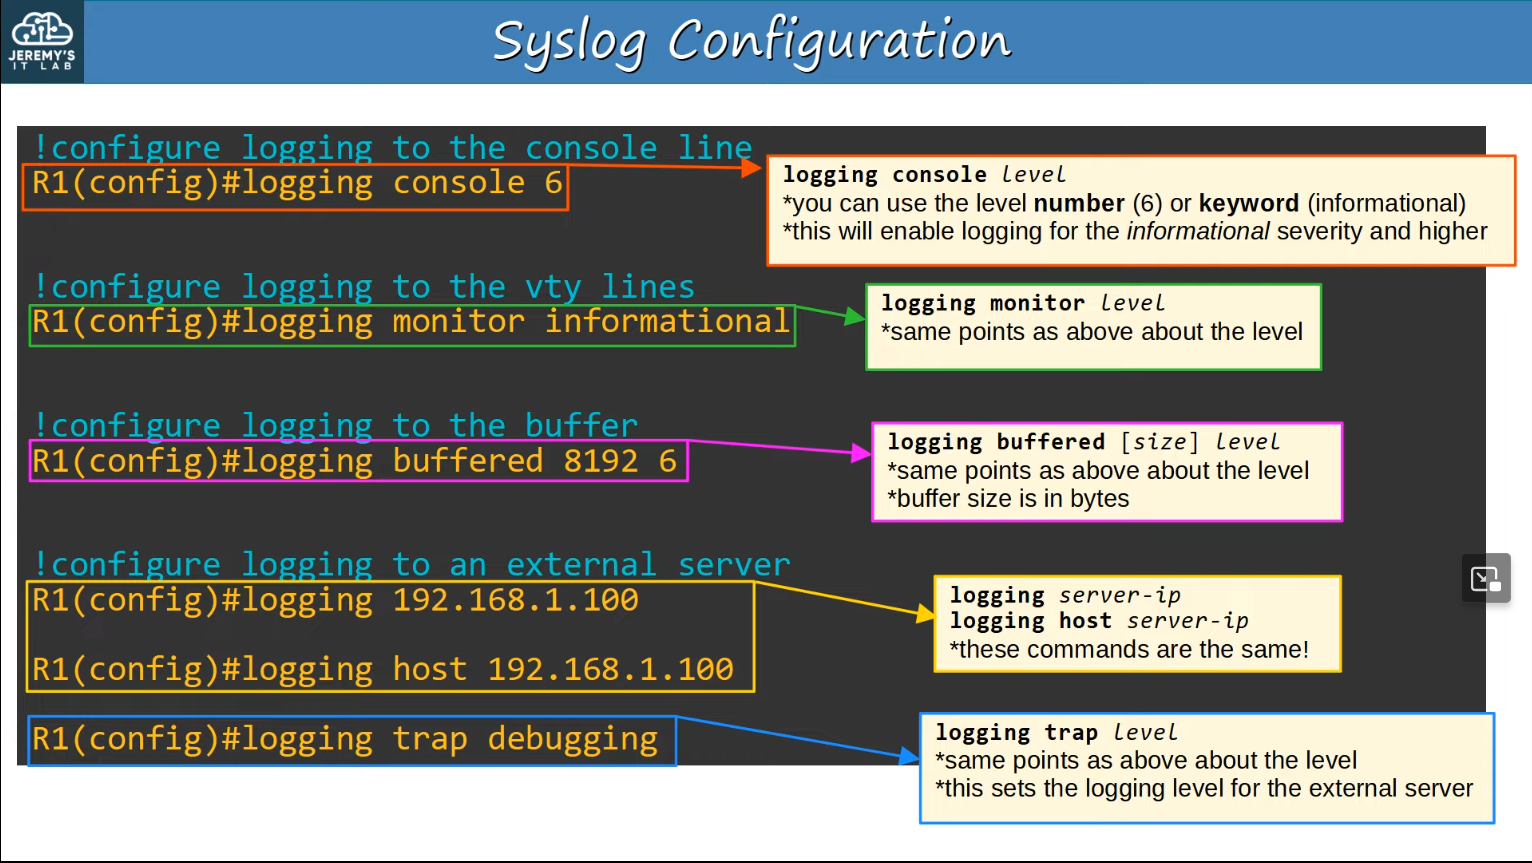 JEREMY'S
IT LAB
Syslog Configuration
!configure logging to the console line
R1(config)#logging console 6
logging console level
*you can use the level number (6) or keyword (informational)
*this will enable logging for the informational severity and higher
!configure logging to the vty lines
R1(config)#logging monitor informational
logging monitor level
*same points as above about the level
!configure logging to the buffer
R1(config)#logging buffered 8192 6
logging buffered [size] level
*same points as above about the level
*buffer size is in bytes
!configure logging to an external server
R1(config)#logging 192.168.1.100
R1(config)#logging host 192.168.1.100
logging server-ip
logging host server-ip
*these commands are the same!
R1(config)#logging trap debugging
logging trap level
*same points as above about the level
*this sets the logging level for the external server